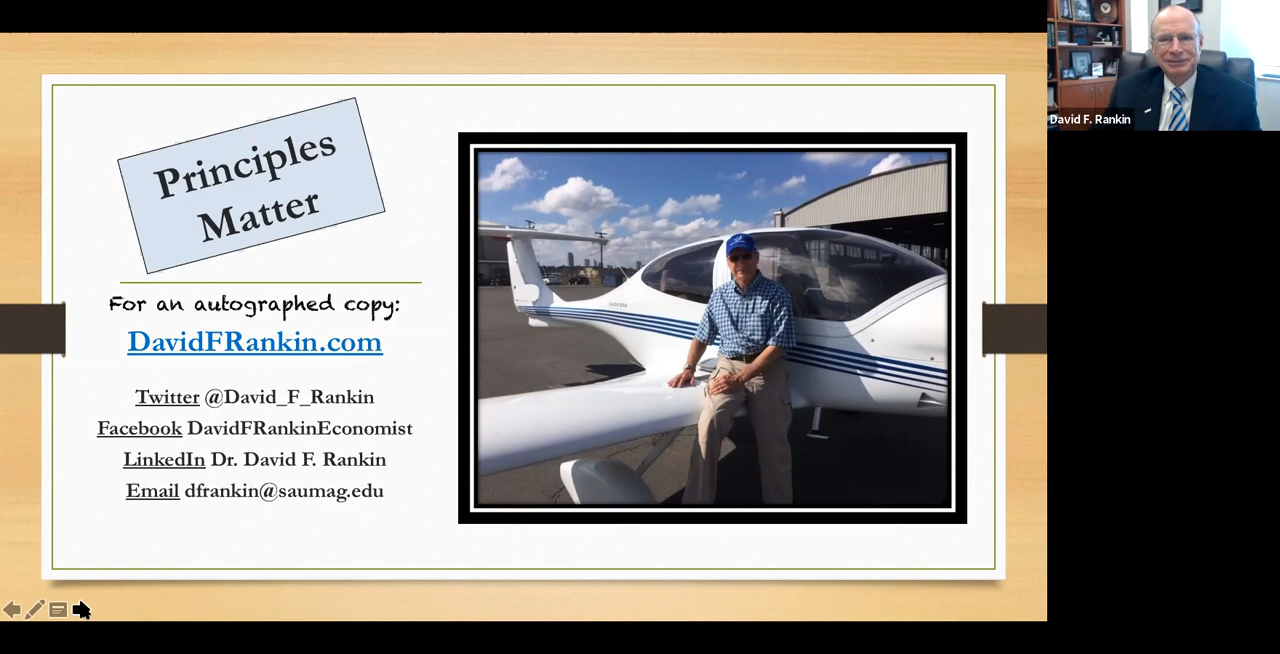 Principles
Matter
For an autographed copy:
DavidFRankin.com
Twitter @David_F_Rankin
Facebook DavidFRankinEconomist
LinkedIn Dr. David F. Rankin
Email dfrankin@saumag.edu
David F. Rankin